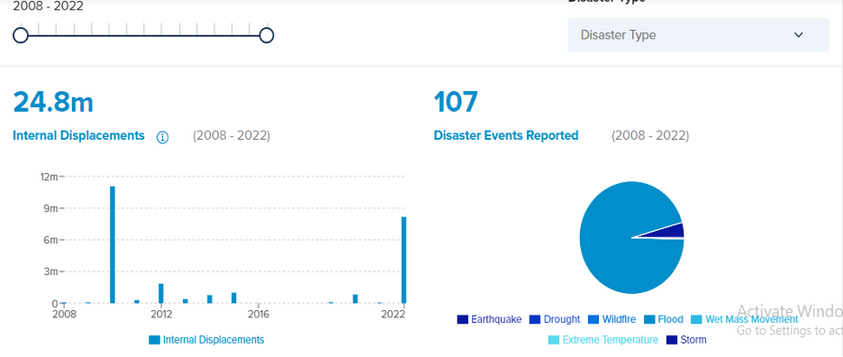 2008 - 2022
Disaster Type
Disaster Type
24.8m
Internal Displacements (2008 - 2022)
107
Disaster Events Reported (2008 - 2022)
12m
9m
6m
3m
0
2008 2012 2016 2022
Internal Displacements
Earthquake Drought Wildfire Flood Wet Mass Movement
Extreme Temperature Storm
Activate Windo
Go to Settings to act